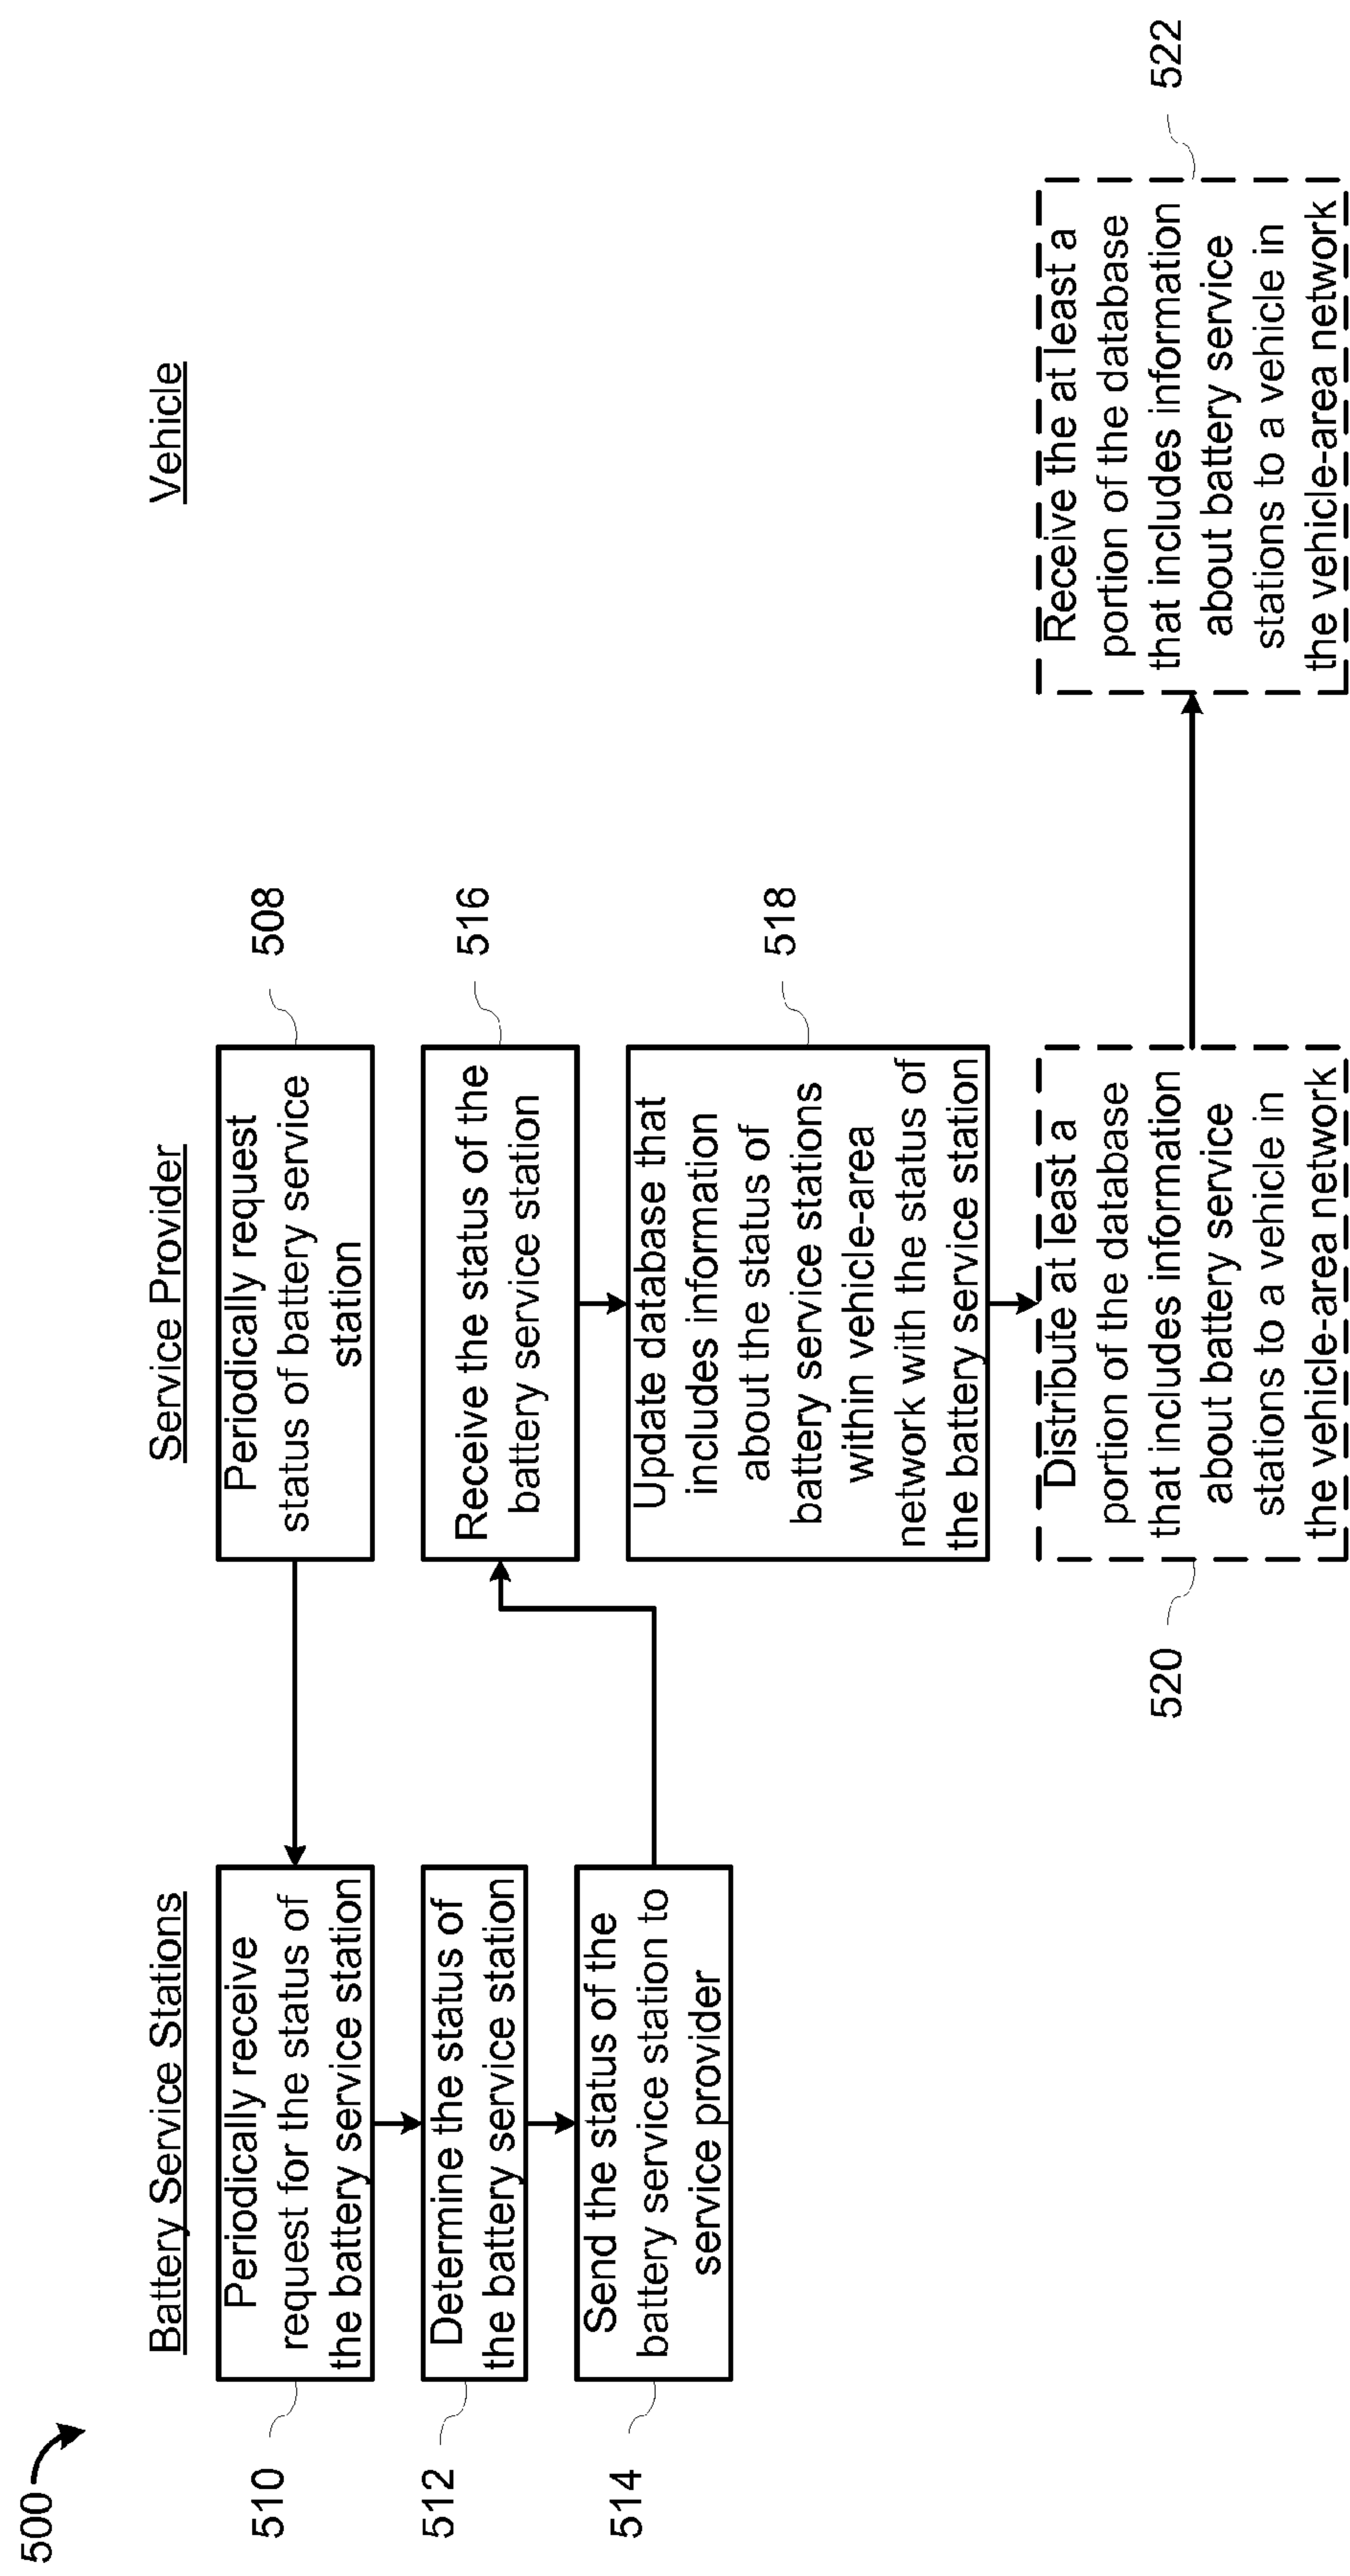 500
Battery Service Stations
Service Provider
Vehicle
510
Periodically receive
request for the status of
the battery service station
Periodically request
status of battery service
station
508
512
Determine the status of
the battery service station
Receive the status of the
battery service station
516
514
Send the status of the
battery service station to
service provider
Update database that
includes information
about the status of
battery service stations
within vehicle-area
network with the status of
the battery service station
518
520
Distribute at least a
portion of the database
that includes information
about battery service
stations to a vehicle in
the vehicle-area network
Receive the at least a
portion of the database
that includes information
about battery service
stations to a vehicle in
the vehicle-area network
522